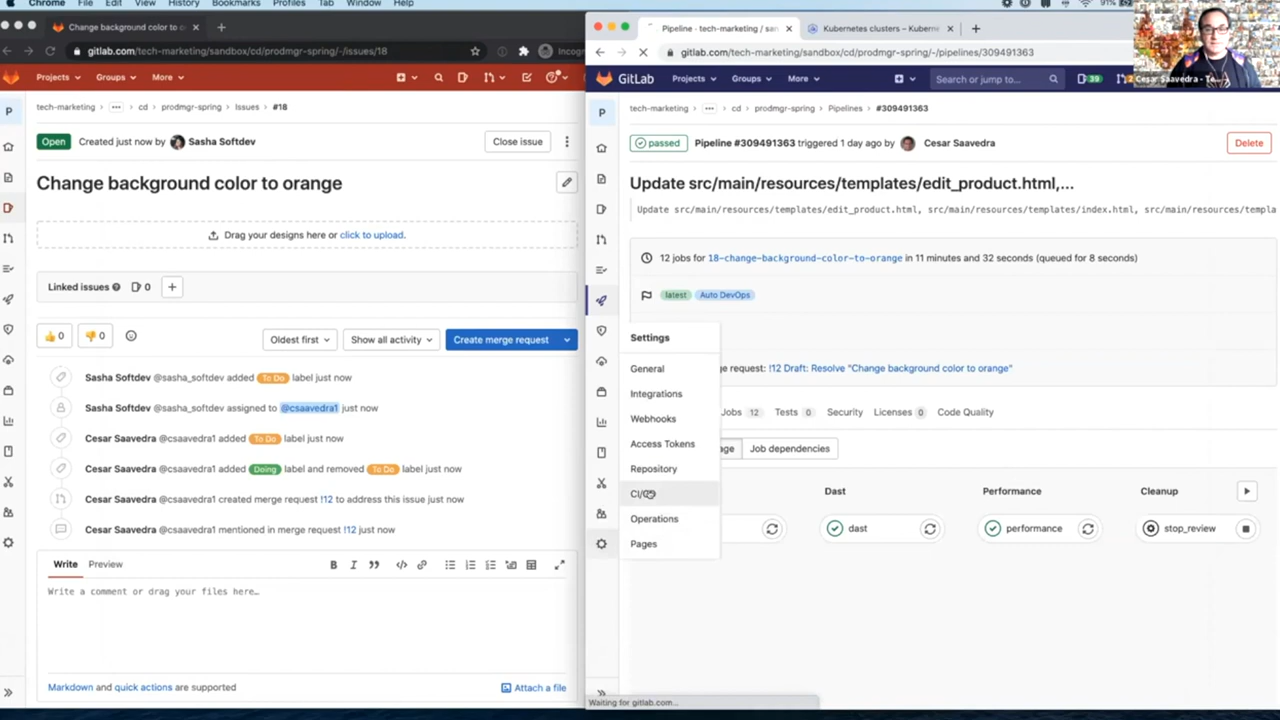 Chrome File Edit View History Bookmarks Profiles Tab Window Help
91%
Change background color to o
gitlab.com/tech-marketing/sandbox/cd/prodmgr-spring/-/issues/18
Incog
Projects Groups More
tech-marketing cd prodmgr-spring Issues #18
P
Open Created just now by Sasha Softdev
Close issue
Change background color to orange
Drag your designs here or click to upload.
Linked issues 0
0 0
Oldest first Show all activity Create merge request
Sasha Softdev @sasha_softdev added To Do label just now
Sasha Softdev @sasha_softdev assigned to @csaavedra1 just now
Cesar Saavedra @csaavedra1 added To Do label just now
Cesar Saavedra @csaavedra1 added Doing label and removed To Do label just now
Cesar Saavedra @csaavedra1 created merge request !12 to address this issue just now
Cesar Saavedra @csaavedra1 mentioned in merge request !12 just now
Write Preview
Write a comment or drag your files here…
Markdown and quick actions are supported
Attach a file
Pipeline · tech-marketing / san
Kubernetes clusters – Kuberne
gitlab.com/tech-marketing/sandbox/cd/prodmgr-spring/-/pipelines/309491363
Cesar Saavedra - Te...
GitLab Projects Groups More Search or jump to... 39 2
P
tech-marketing cd prodmgr-spring Pipelines #309491363
passed Pipeline #309491363 triggered 1 day ago by Cesar Saavedra
Delete
Update src/main/resources/templates/edit_product.html,...
Update src/main/resources/templates/edit_product.html, src/main/resources/templates/index.html, src/main/resources/templa
12 jobs for 18-change-background-color-to-orange in 11 minutes and 32 seconds (queued for 8 seconds)
latest Auto DevOps
ge request: !12 Draft: Resolve "Change background color to orange"
Jobs 12 Tests 0 Security Licenses 0 Code Quality
age Job dependencies
Settings
General
Integrations
Webhooks
Access Tokens
Repository
CI/CD
Operations
Pages
Dast Performance Cleanup
dast performance stop_review
Waiting for gitlab.com...